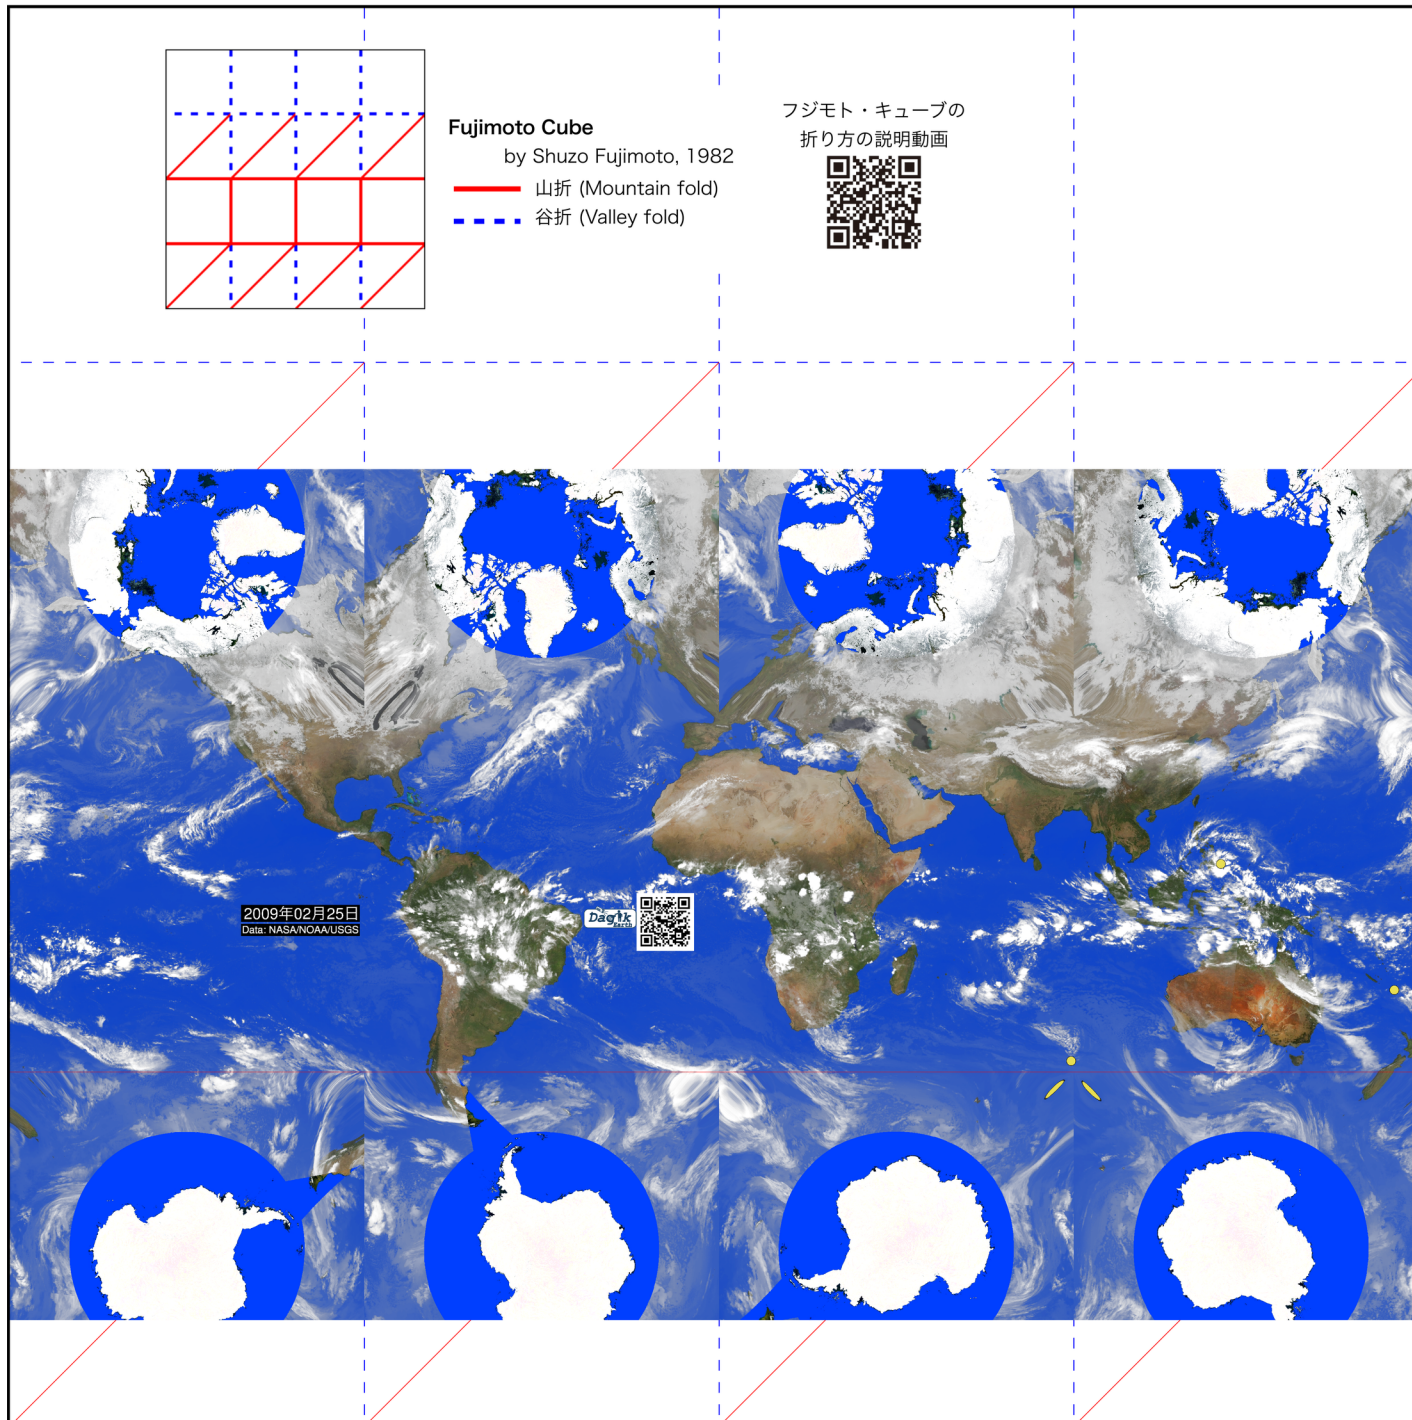 Fujimoto Cube
by Shuzo Fujimoto, 1982
山折 (Mountain fold)
谷折 (Valley fold)
フジモト・キューブの
折り方の説明動画
2009年02月25日
Data: NASA/NOAA/USGS
Dagik
Earth